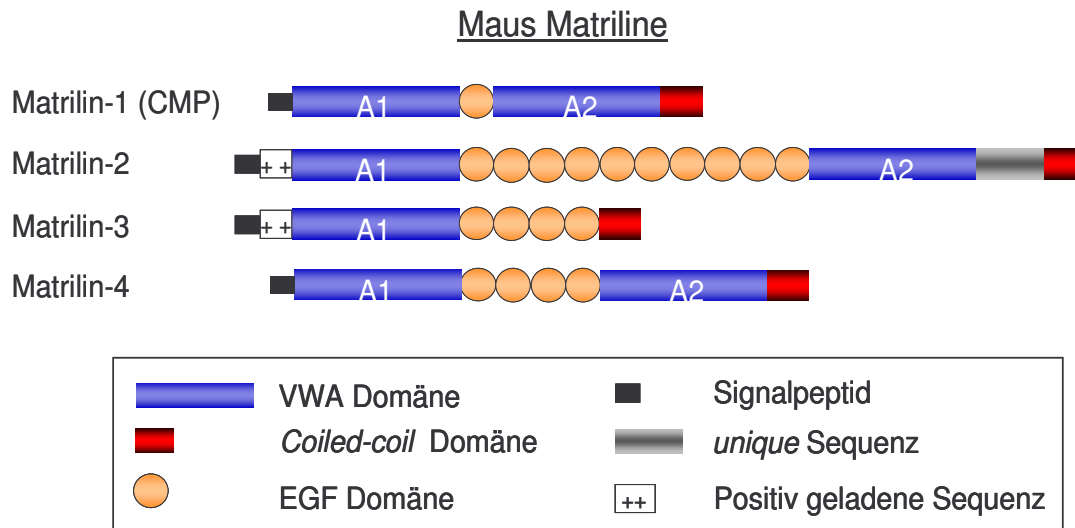 Maus Matriline
Matrilin-1 (CMP) A1 A2
Matrilin-2 ++ A1 A2
Matrilin-3 ++ A1
Matrilin-4 A1 A2
VWA Domäne Signalpeptid
Coiled-coil Domäne unique Sequenz
EGF Domäne ++ Positiv geladene Sequenz